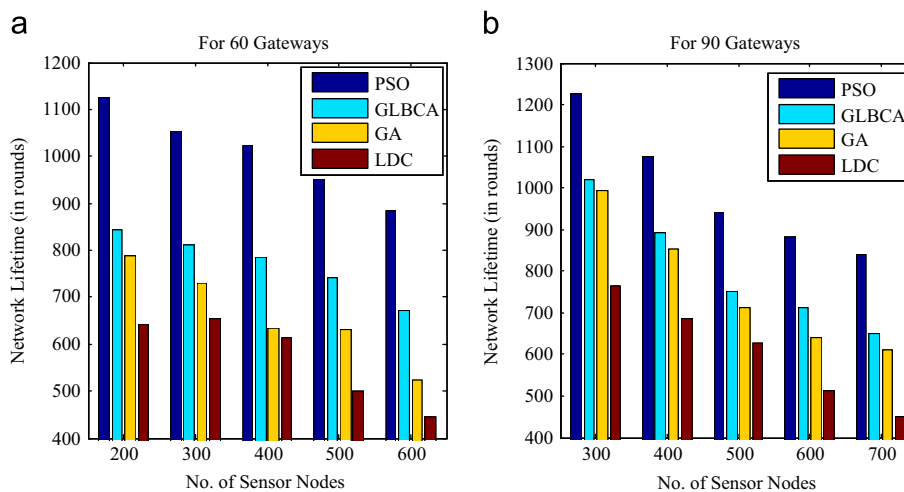 a
For 60 Gateways
1200
1100
1000
900
800
700
600
500
400
200
300
400
500
600
Network Lifetime (in rounds)
No. of Sensor Nodes
PSO
GLBCA
GA
LDC
b
For 90 Gateways
1300
1200
1100
1000
900
800
700
600
500
400
300
400
500
600
700
Network Lifetime (in rounds)
No. of Sensor Nodes
PSO
GLBCA
GA
LDC